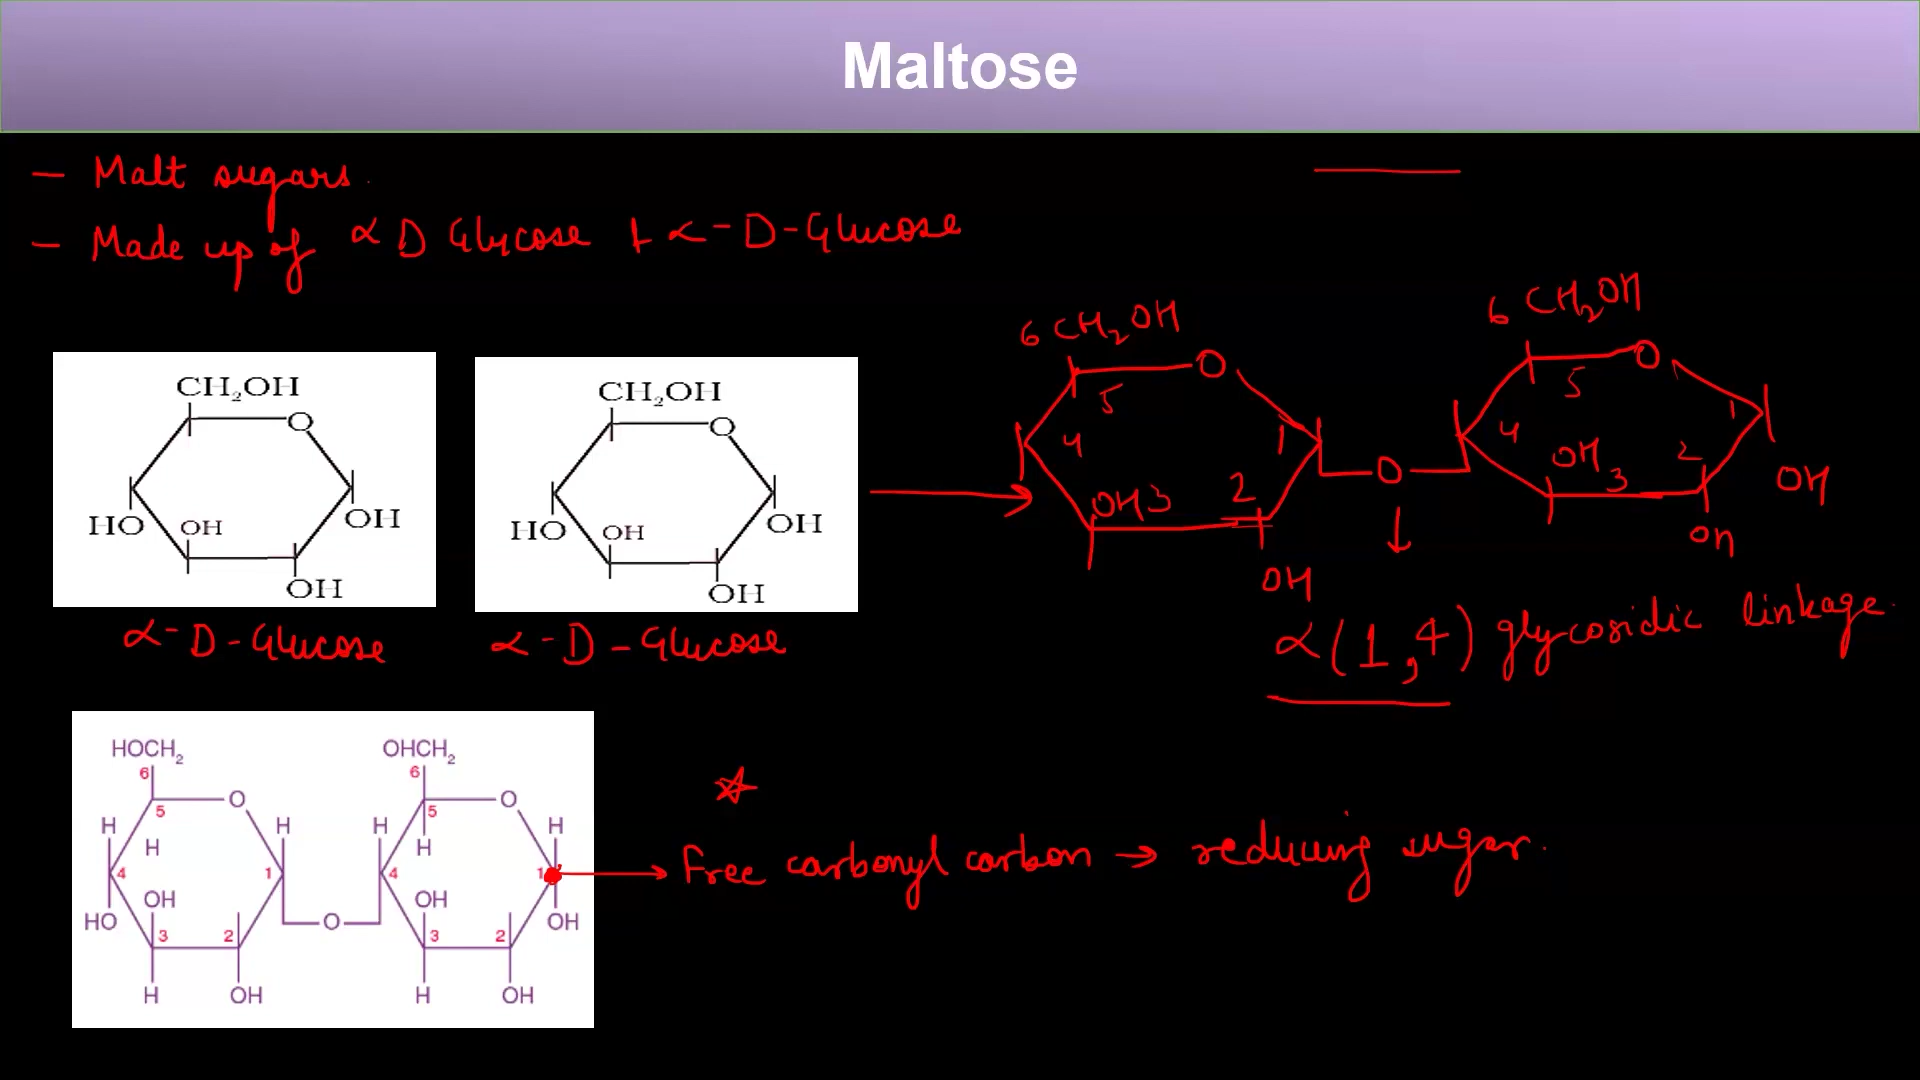 Maltose
— Malt sugars.
— Made up of α D Glucose + α-D-Glucose
CH₂OH
O
HO OH OH
OH
α-D-Glucose
CH₂OH
O
HO OH OH
OH
α-D-Glucose
6 CH₂OH 6 CH₂OH
5 O 5 O
4 1 4 1
OH 3 2 O OH 3 2 OH
OH OH
α(1,4) glycosidic linkage.
HOCH₂ OHCH₂
6 6
5 O 5 O
H H H H
H H
4 1 4 1
OH OH
HO O OH
3 2 3 2
H OH H OH
Free carbonyl carbon → reducing sugar.